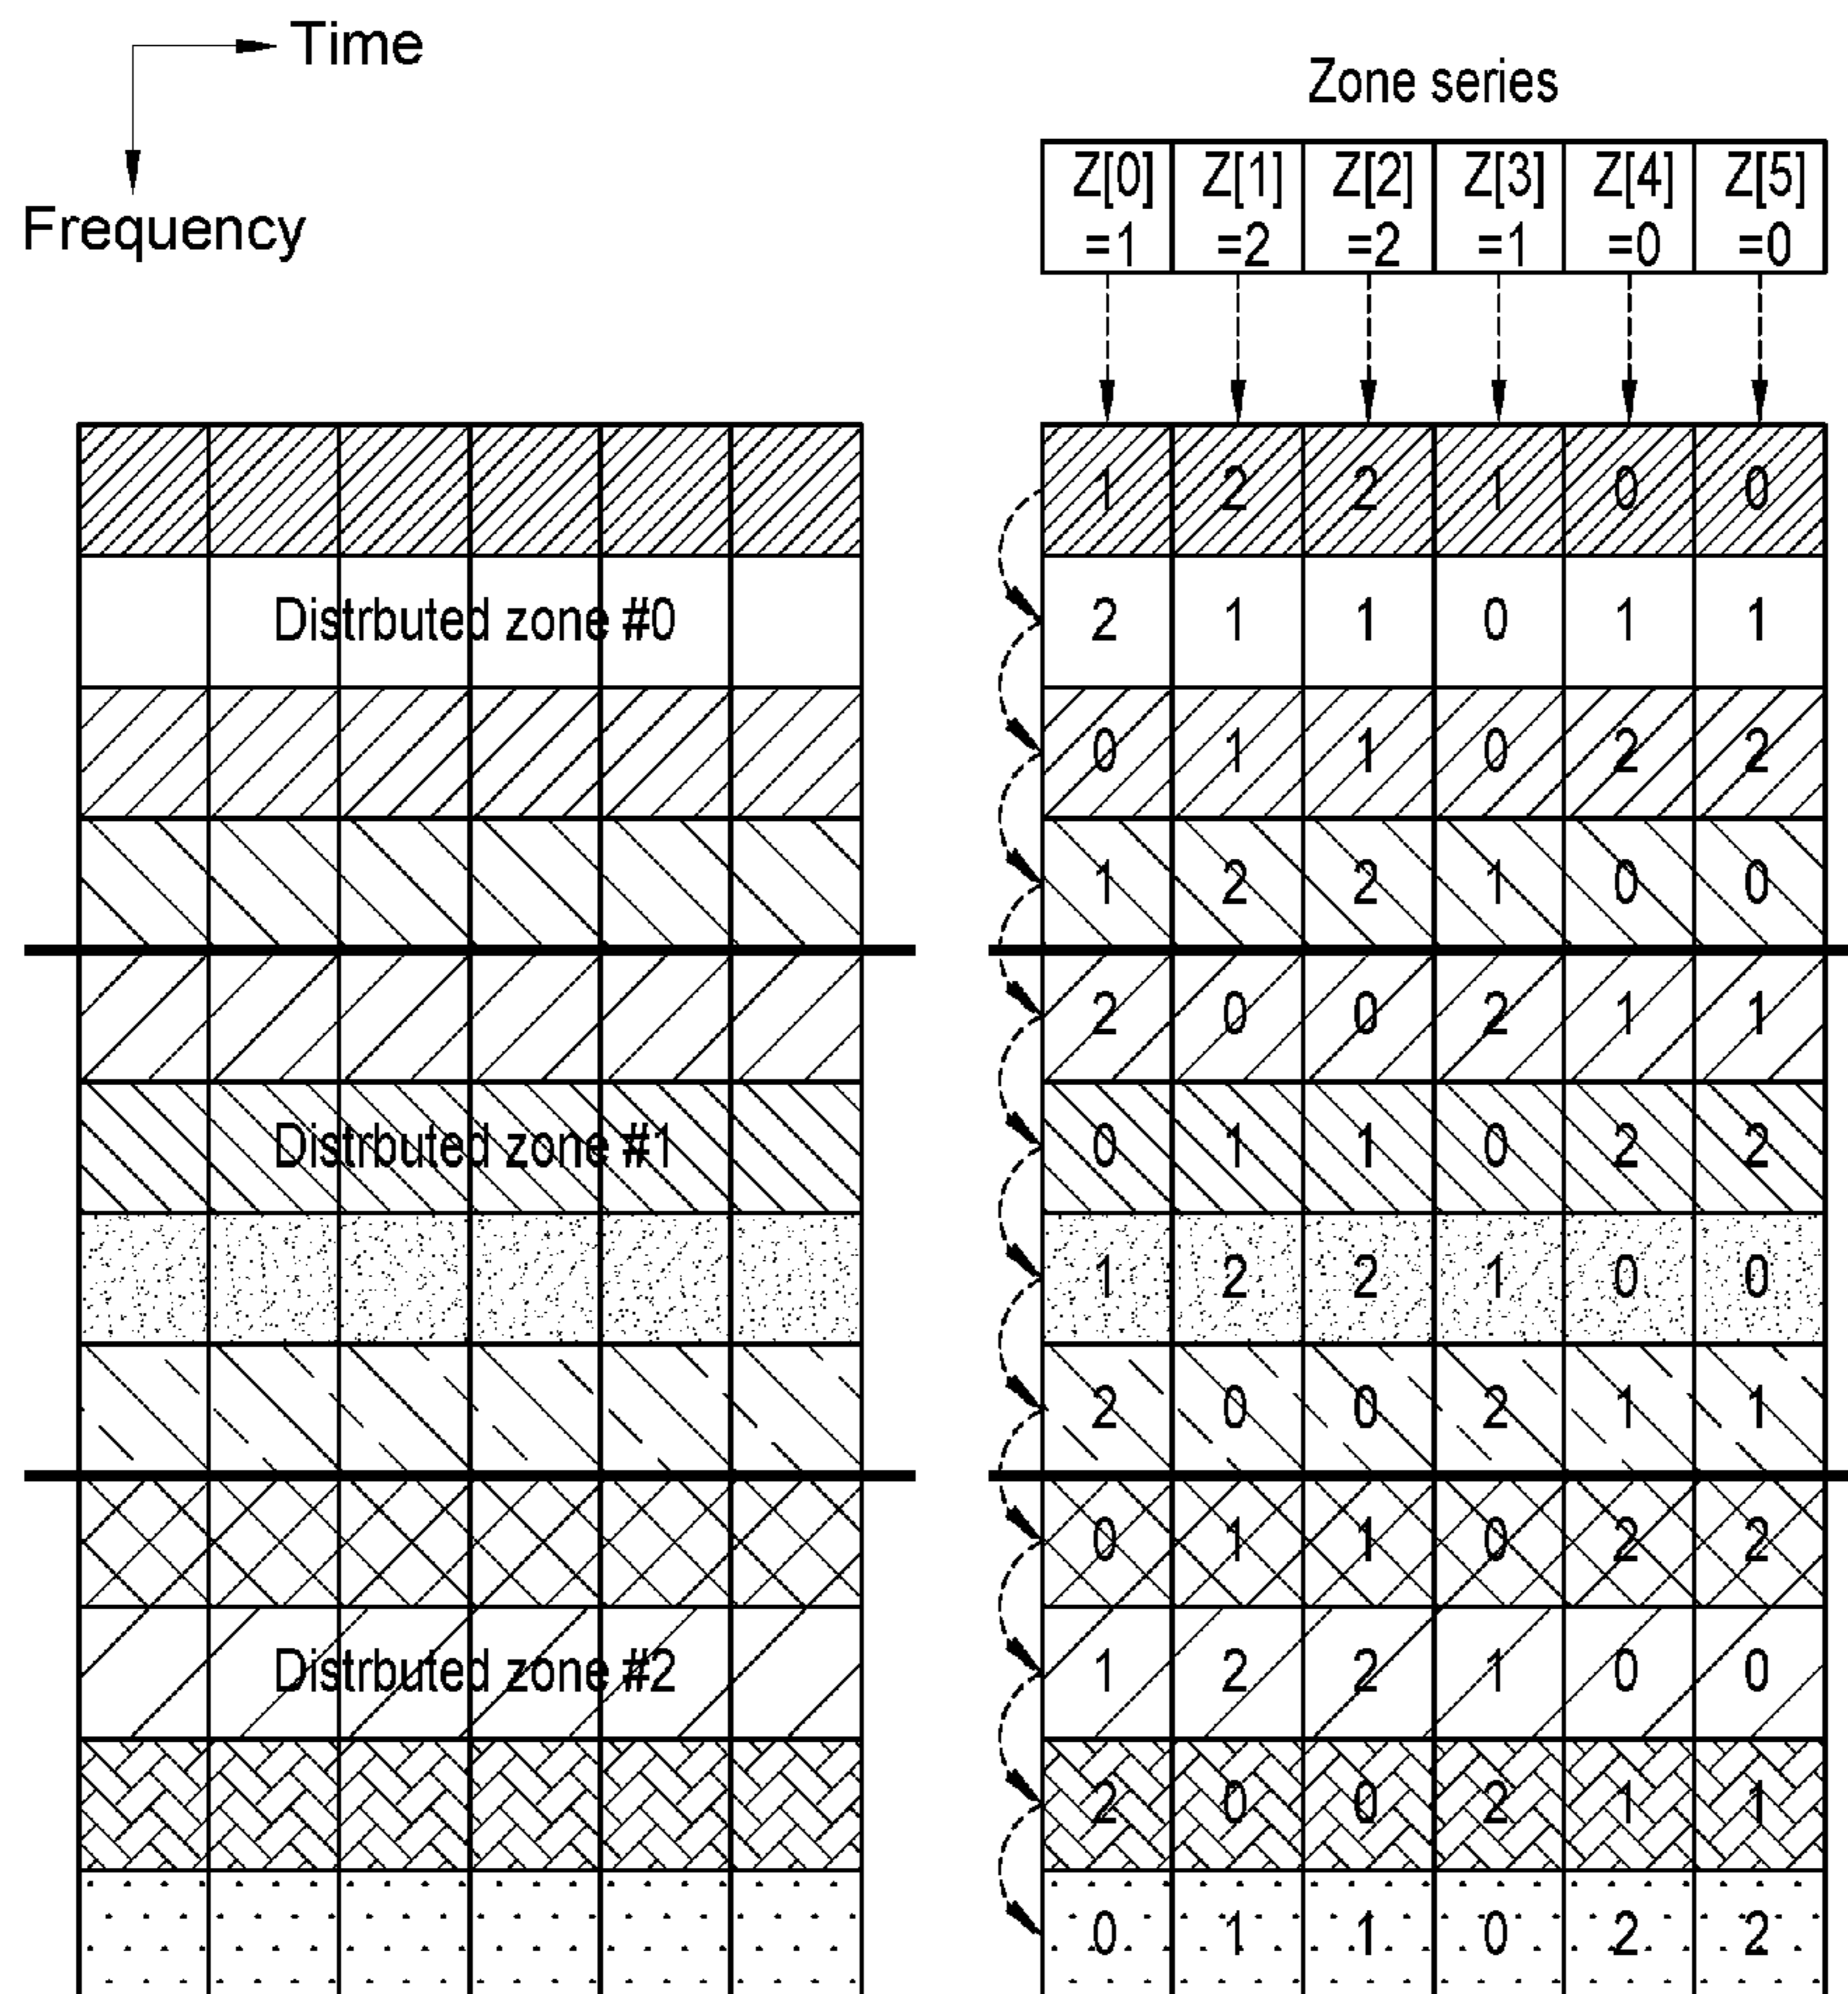 Time
Frequency
Zone series
Z[0] Z[1] Z[2] Z[3] Z[4] Z[5]
=1 =2 =2 =1 =0 =0
1 2 2 1 0 0
Distrbuted zone #0
2 1 1 0 1 1
0 1 1 0 2 2
1 2 2 1 0 0
2 0 0 2 1 1
Distrbuted zone #1
0 1 1 0 2 2
1 2 2 1 0 0
2 0 0 2 1 1
0 1 1 0 2 2
Distrbuted zone #2
1 2 2 1 0 0
2 0 0 2 1 1
0 1 1 0 2 2